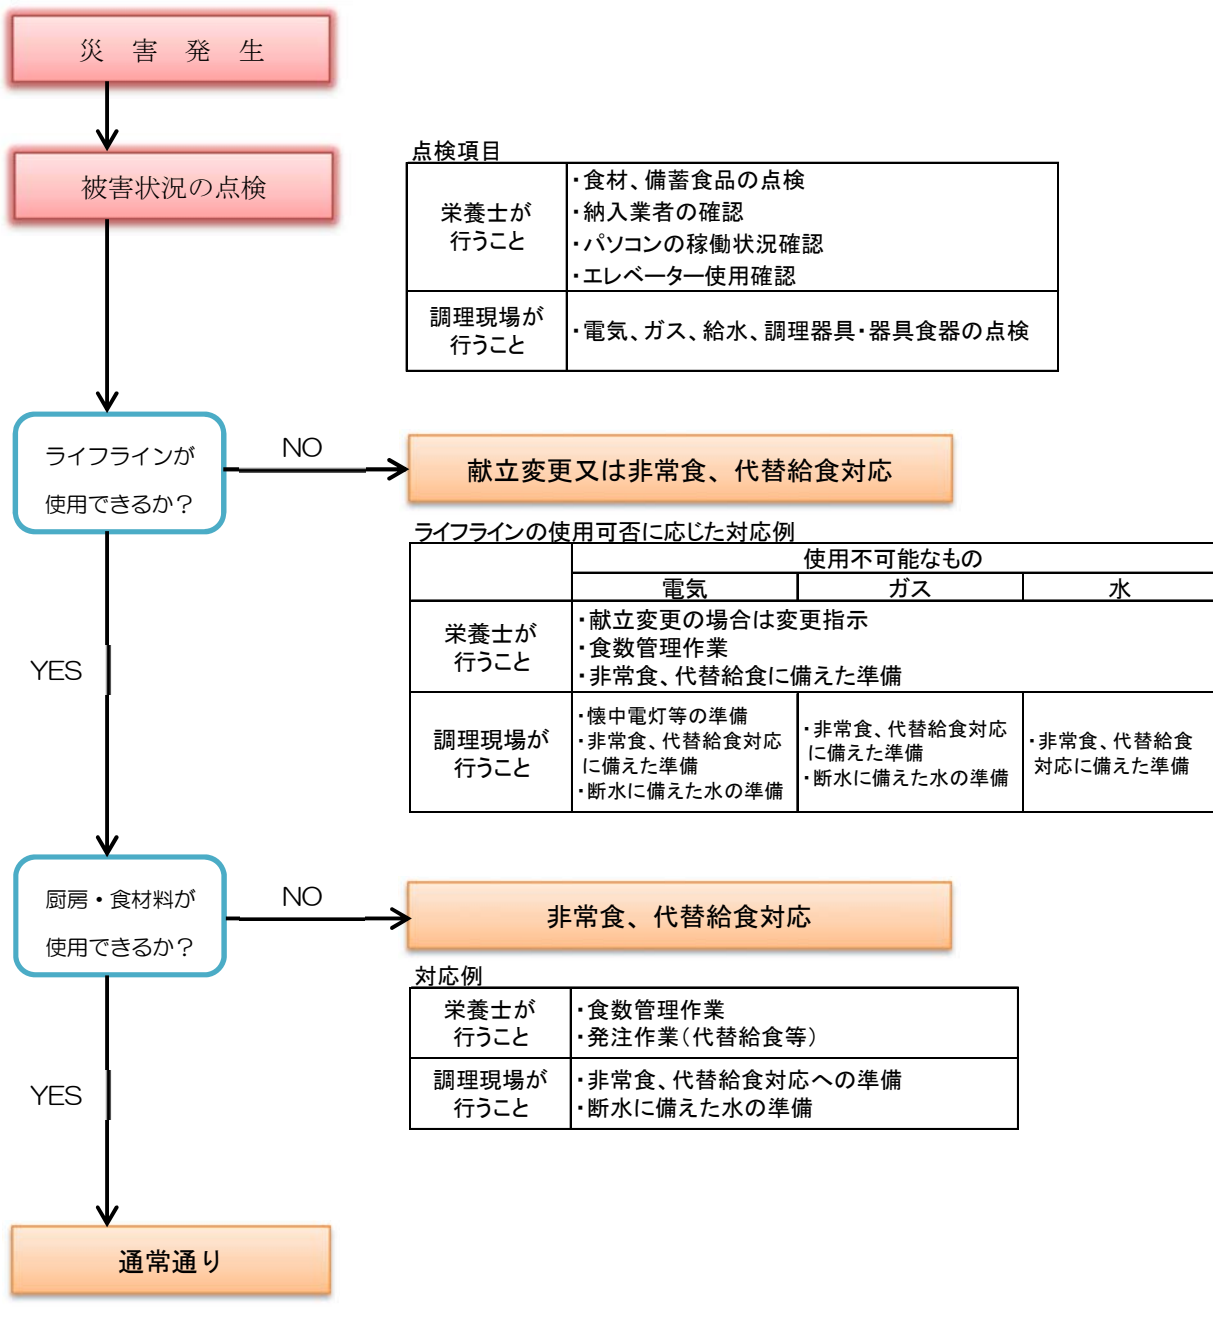 災 害 発 生
被害状況の点検
点検項目
栄養士が
行うこと
・食材、備蓄食品の点検
・納入業者の確認
・パソコンの稼働状況確認
・エレベーター使用確認
調理現場が
行うこと
・電気、ガス、給水、調理器具・器具食器の点検
ライフラインが
使用できるか？
NO
献立変更又は非常食、代替給食対応
ライフラインの使用可否に応じた対応例
使用不可能なもの
電気
ガス
水
栄養士が
行うこと
・献立変更の場合は変更指示
・食数管理作業
・非常食、代替給食に備えた準備
調理現場が
行うこと
・懐中電灯等の準備
・非常食、代替給食対応
に備えた準備
・断水に備えた水の準備
・非常食、代替給食対応
に備えた準備
・断水に備えた水の準備
・非常食、代替給食
対応に備えた準備
YES
厨房・食材料が
使用できるか？
NO
非常食、代替給食対応
対応例
栄養士が
行うこと
・食数管理作業
・発注作業（代替給食等）
調理現場が
行うこと
・非常食、代替給食対応への準備
・断水に備えた水の準備
YES
通常通り